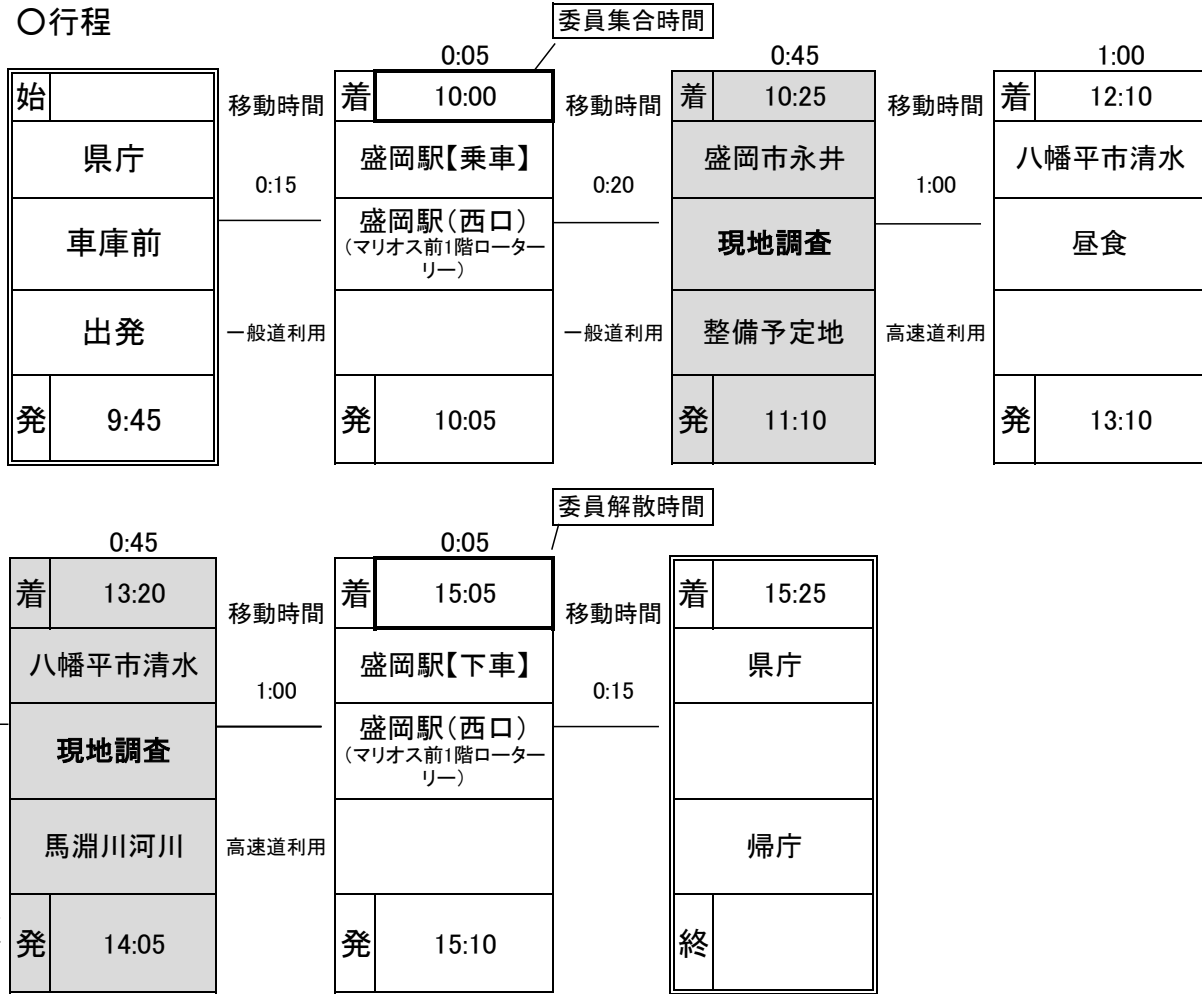 〇行程
委員集合時間
0:05
0:45
1:00
始
県庁
車庫前
出発
発 9:45
移動時間
0:15
一般道利用
着 10:00
盛岡駅【乗車】
盛岡駅（西口）
（マリオス前1階ロータ
リー）
発 10:05
移動時間
0:20
一般道利用
着 10:25
盛岡市永井
現地調査
整備予定地
発 11:10
移動時間
1:00
高速道利用
着 12:10
八幡平市清水
昼食
発 13:10
委員解散時間
0:45
0:05
着 13:20
八幡平市清水
現地調査
馬淵川河川
発 14:05
移動時間
1:00
高速道利用
着 15:05
盛岡駅【下車】
盛岡駅（西口）
（マリオス前1階ロータ
リー）
発 15:10
移動時間
0:15
着 15:25
県庁
帰庁
終